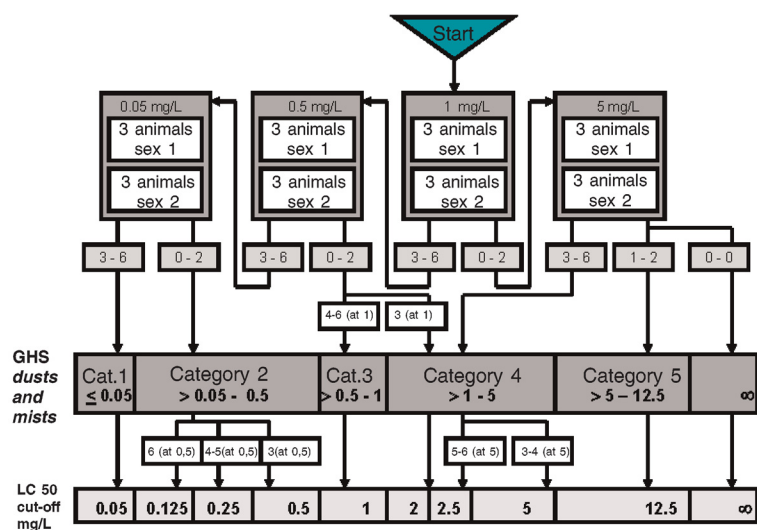 Start
0.05 mg/L
3 animals
sex 1
3 animals
sex 2
0.5 mg/L
3 animals
sex 1
3 animals
sex 2
1 mg/L
3 animals
sex 1
3 animals
sex 2
5 mg/L
3 animals
sex 1
3 animals
sex 2
3 - 6
0 - 2
3 - 6
0 - 2
3 - 6
0 - 2
3 - 6
1 - 2
0 - 0
4-6 (at 1)
3 (at 1)
GHS
dusts
and
mists
Cat.1
≤ 0.05
Category 2
> 0.05 - 0.5
Cat.3
> 0.5 - 1
Category 4
> 1 - 5
Category 5
> 5 – 12.5
∞
6 (at 0,5)
4-5(at 0,5)
3(at 0,5)
5-6 (at 5)
3-4 (at 5)
LC 50
cut-off
mg/L
0.05
0.125
0.25
0.5
1
2
2.5
5
12.5
∞